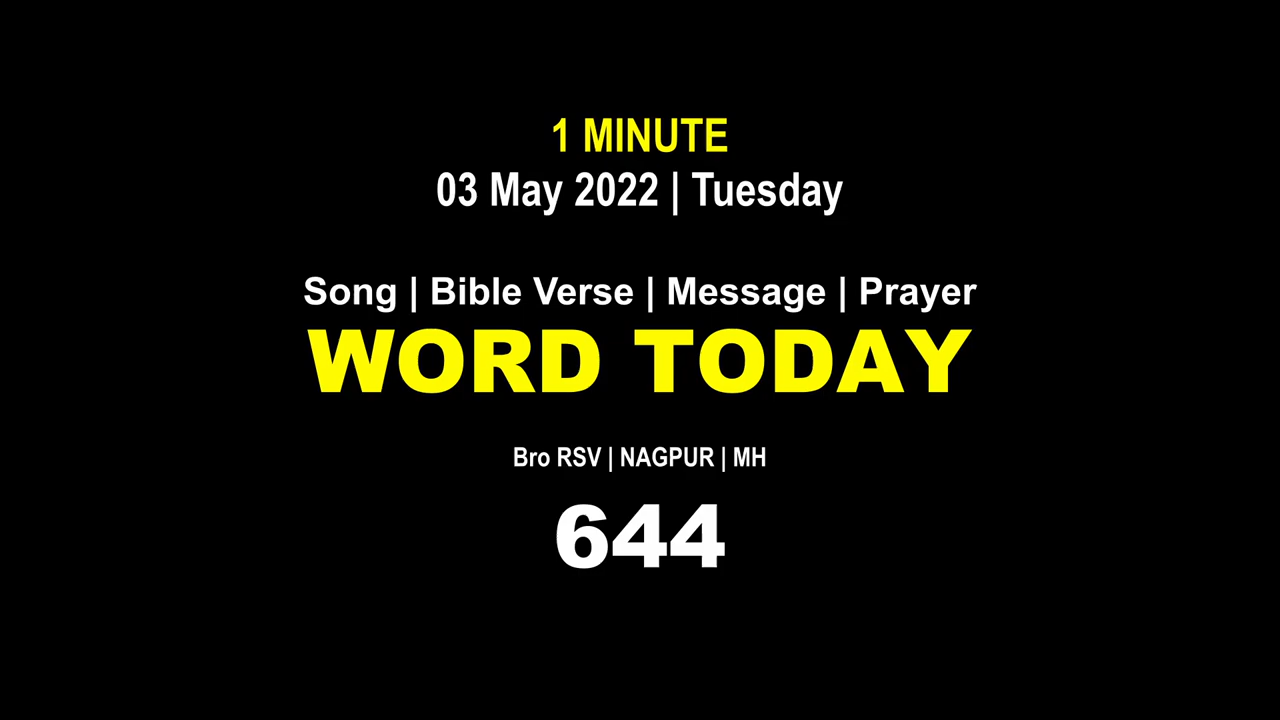 1 MINUTE
03 May 2022 | Tuesday
Song | Bible Verse | Message | Prayer
WORD TODAY
Bro RSV | NAGPUR | MH
644